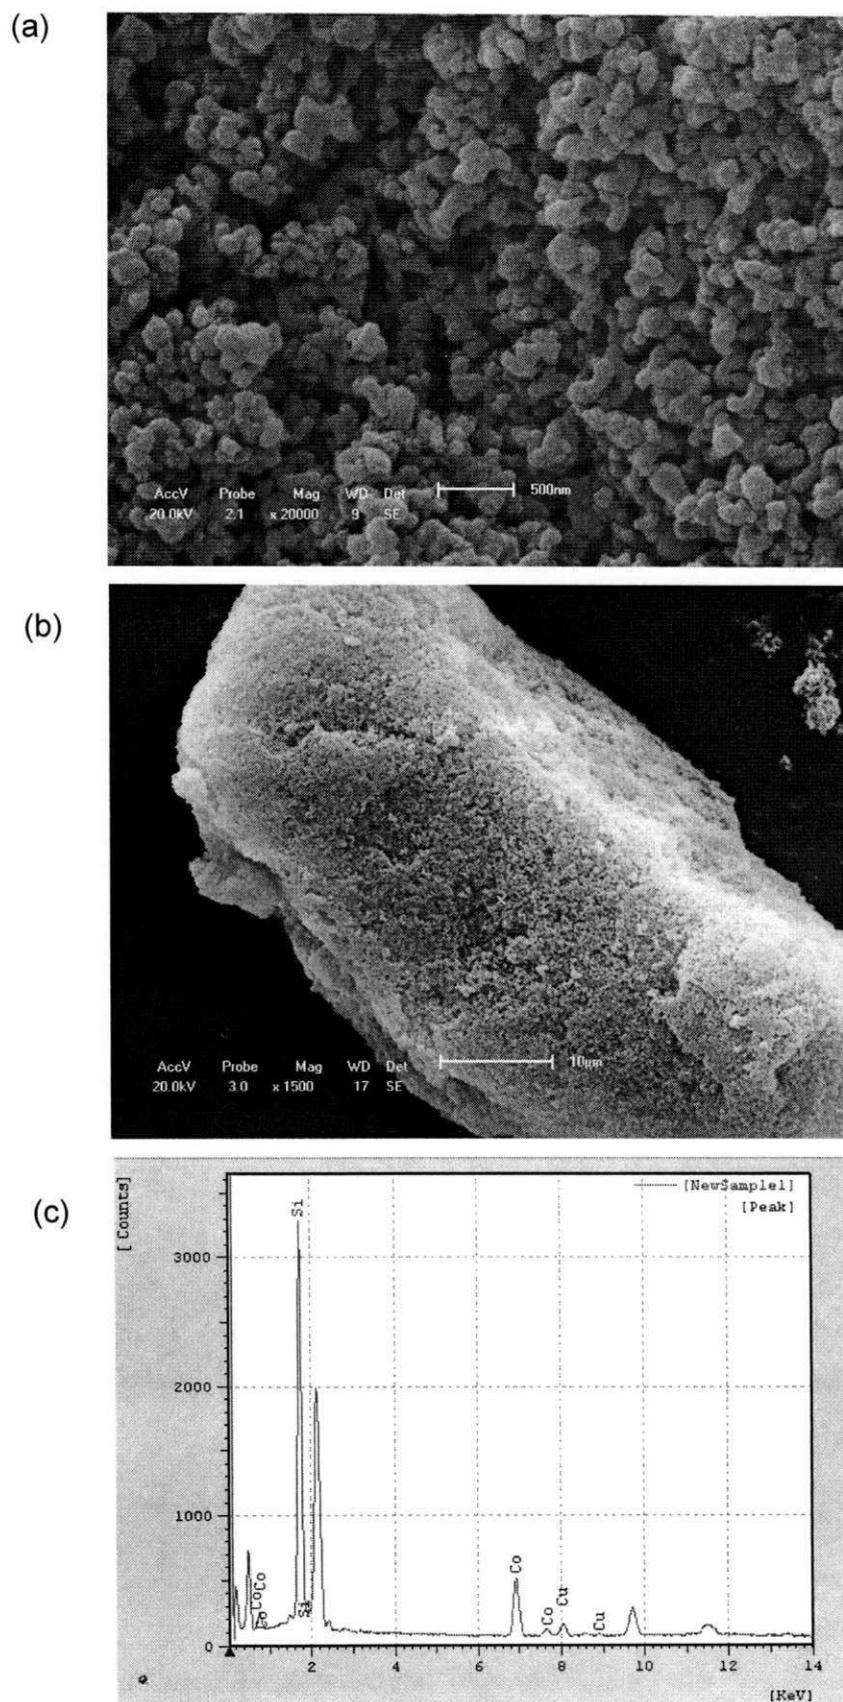 (a)
AccV Probe Mag WD Det
20.0kV 2.1 x 20000 9 SE
500nm
(b)
AccV Probe Mag WD Det
20.0kV 3.0 x 1500 17 SE
10µm
(c)
[ Counts]
[NewSample1]
[Peak]
3000
2000
1000
0
Si
Co
Co
Si
Co
Co
Cu
Cu
2
4
6
8
10
12
14
[KeV]